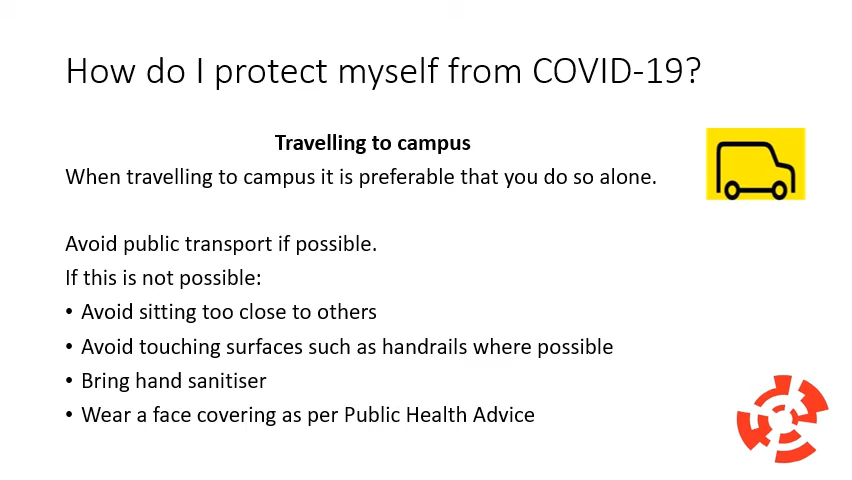 How do I protect myself from COVID-19?
Travelling to campus
When travelling to campus it is preferable that you do so alone.
Avoid public transport if possible.
If this is not possible:
• Avoid sitting too close to others
• Avoid touching surfaces such as handrails where possible
• Bring hand sanitiser
• Wear a face covering as per Public Health Advice